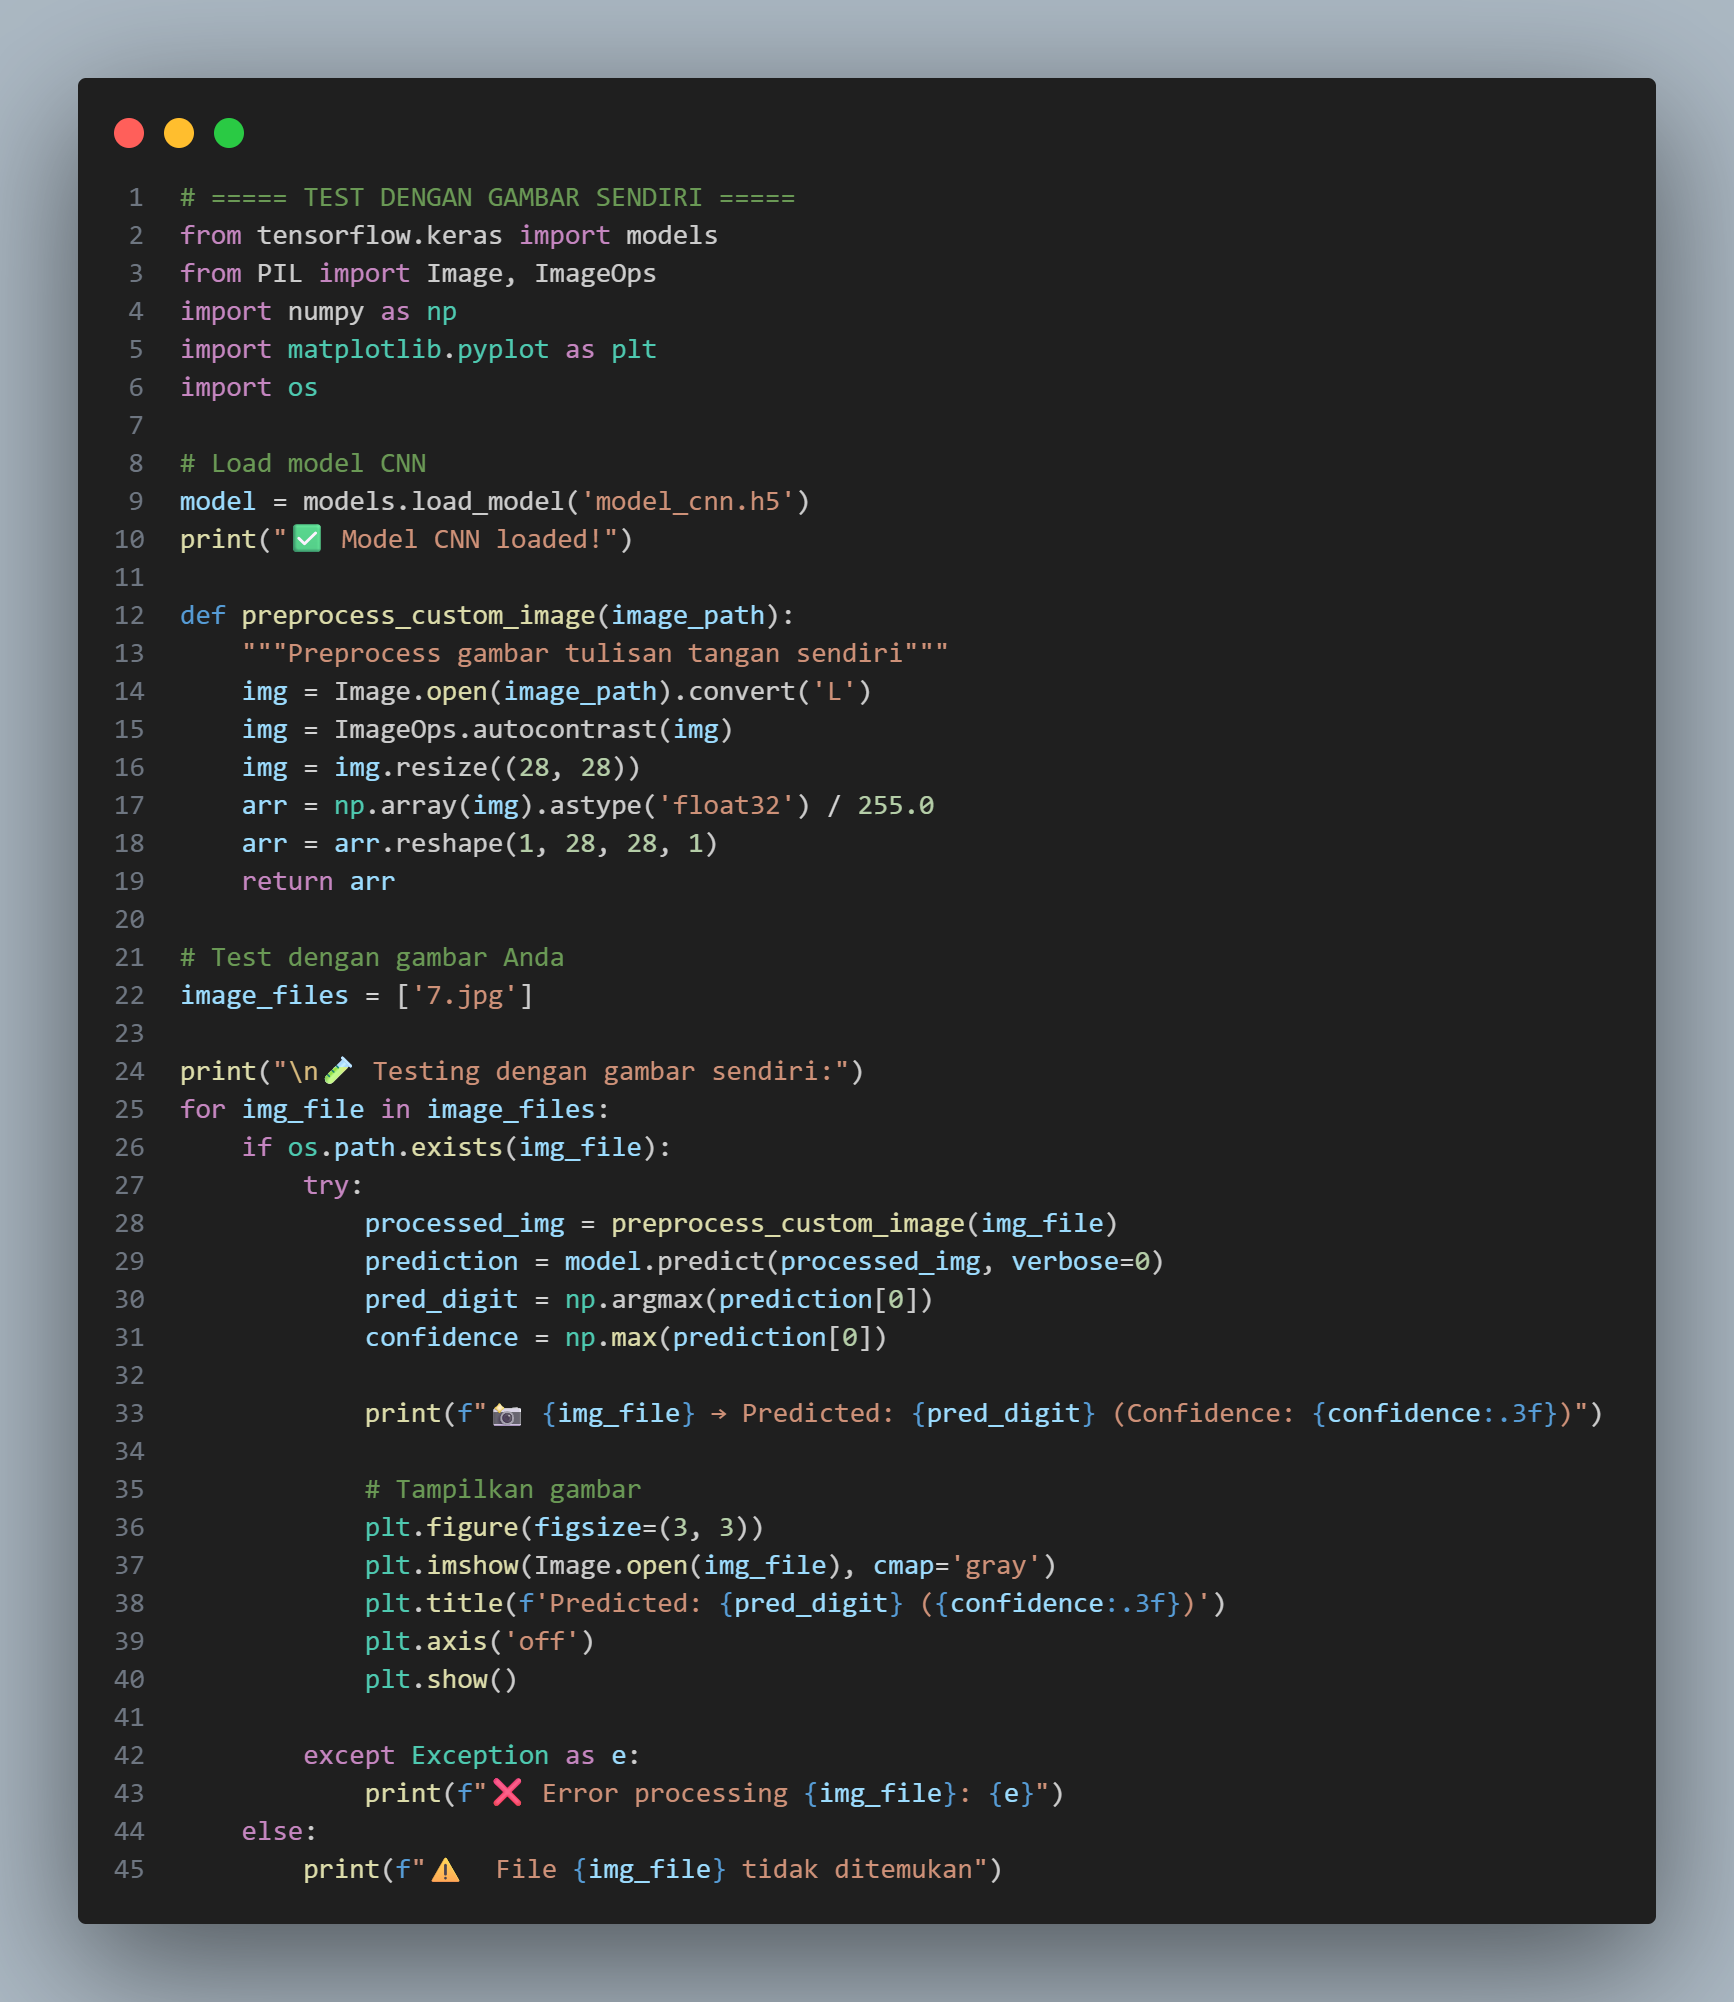 1 # ===== TEST DENGAN GAMBAR SENDIRI =====
2 from tensorflow.keras import models
3 from PIL import Image, ImageOps
4 import numpy as np
5 import matplotlib.pyplot as plt
6 import os
7
8 # Load model CNN
9 model = models.load_model('model_cnn.h5')
10 print("✅ Model CNN loaded!")
11
12 def preprocess_custom_image(image_path):
13     """Preprocess gambar tulisan tangan sendiri"""
14     img = Image.open(image_path).convert('L')
15     img = ImageOps.autocontrast(img)
16     img = img.resize((28, 28))
17     arr = np.array(img).astype('float32') / 255.0
18     arr = arr.reshape(1, 28, 28, 1)
19     return arr
20
21 # Test dengan gambar Anda
22 image_files = ['7.jpg']
23
24 print("\n🧪 Testing dengan gambar sendiri:")
25 for img_file in image_files:
26     if os.path.exists(img_file):
27         try:
28             processed_img = preprocess_custom_image(img_file)
29             prediction = model.predict(processed_img, verbose=0)
30             pred_digit = np.argmax(prediction[0])
31             confidence = np.max(prediction[0])
32
33             print(f"📸 {img_file} → Predicted: {pred_digit} (Confidence: {confidence:.3f})")
34
35             # Tampilkan gambar
36             plt.figure(figsize=(3, 3))
37             plt.imshow(Image.open(img_file), cmap='gray')
38             plt.title(f'Predicted: {pred_digit} ({confidence:.3f})')
39             plt.axis('off')
40             plt.show()
41
42         except Exception as e:
43             print(f"❌ Error processing {img_file}: {e}")
44     else:
45         print(f"⚠️  File {img_file} tidak ditemukan")